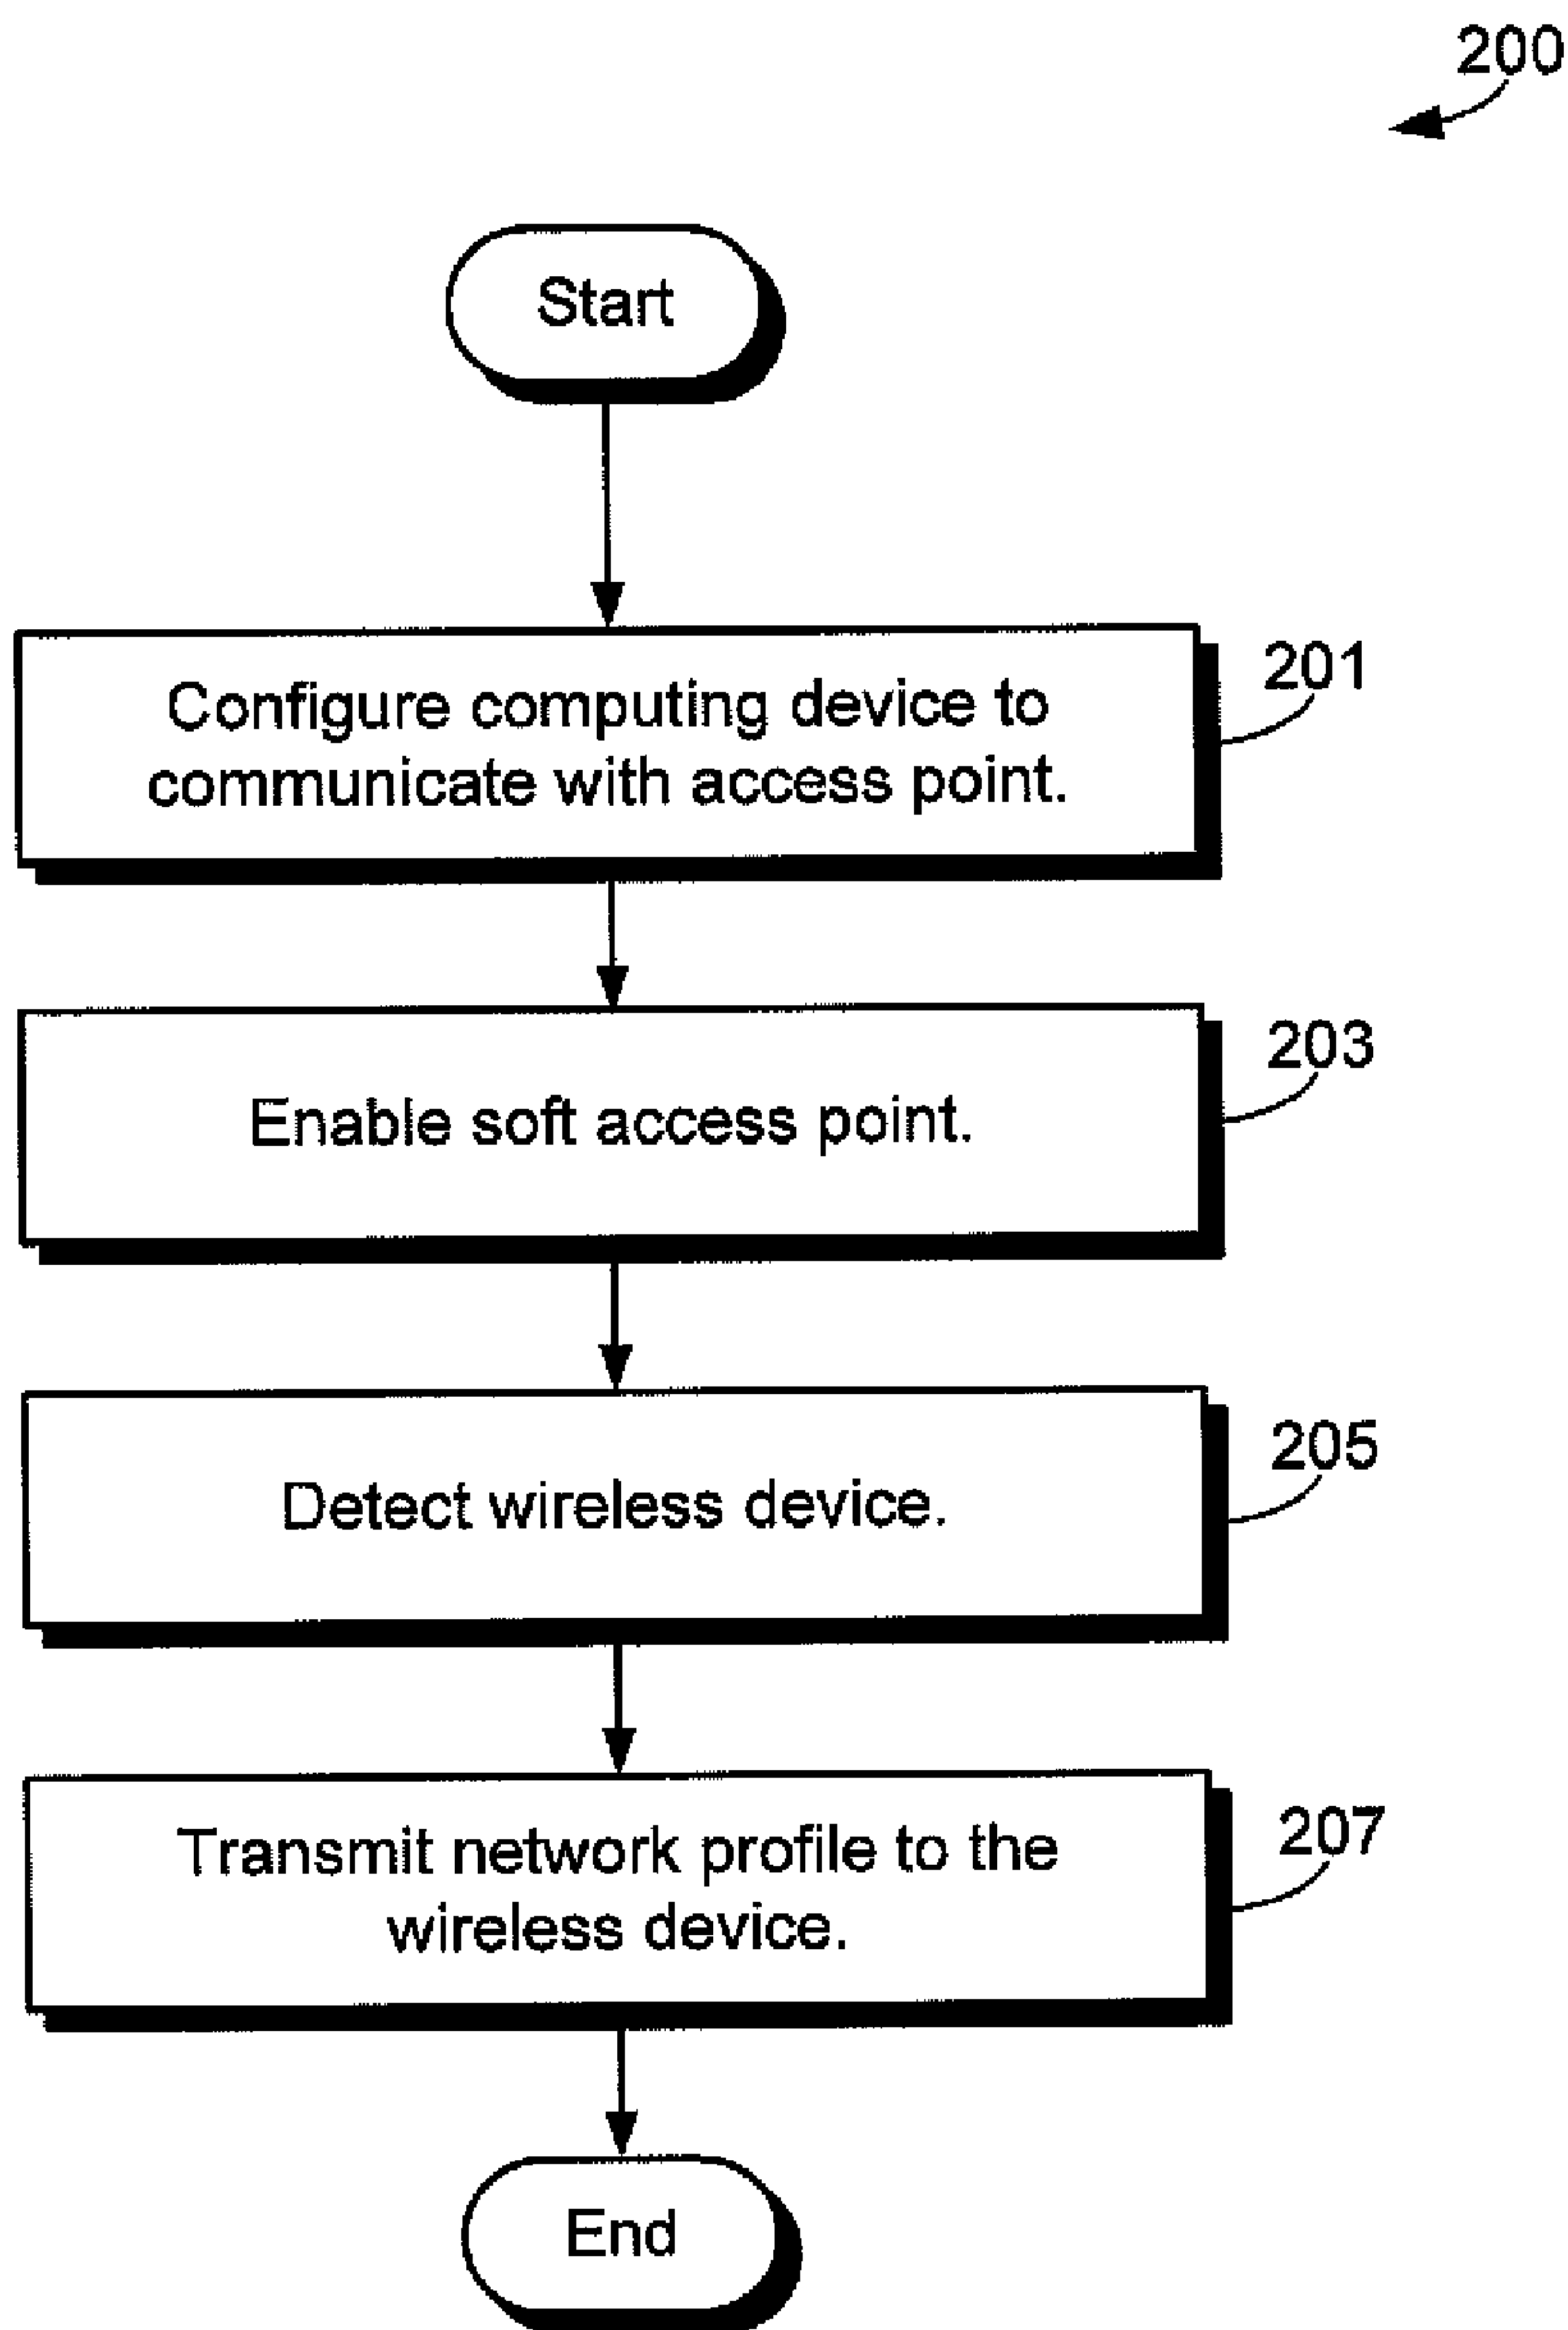 200
Start
Configure computing device to
communicate with access point.
201
Enable soft access point.
203
Detect wireless device.
205
Transmit network profile to the
wireless device.
207
End